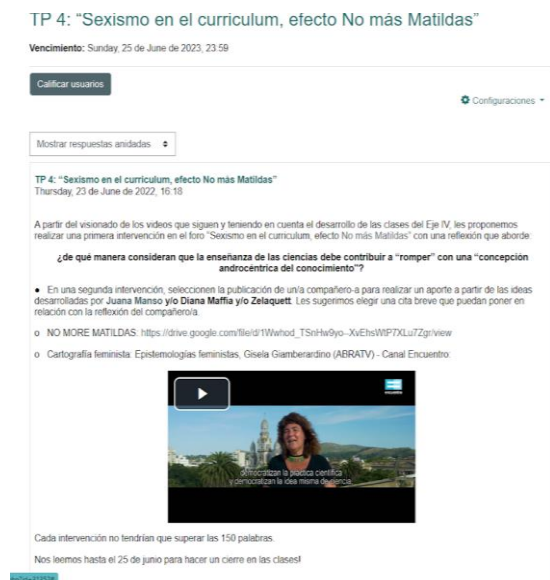 TP 4: “Sexismo en el curriculum, efecto No más Matildas”
Vencimiento: Sunday, 25 de June de 2023, 23:59
Calificar usuarios
Configuraciones
Mostrar respuestas anidadas
TP 4: “Sexismo en el curriculum, efecto No más Matildas”
Thursday, 23 de June de 2022, 16:18
A partir del visionado de los videos que siguen y teniendo en cuenta el desarrollo de las clases del Eje IV, les proponemos
realizar una primera intervención en el foro “Sexismo en el curriculum, efecto No más Matildas” con una reflexión que aborde:
¿de qué manera consideran que la enseñanza de las ciencias debe contribuir a “romper” con una “concepción
androcéntrica del conocimiento”?
● En una segunda intervención, seleccionen la publicación de un/a compañero-a para realizar un aporte a partir de las ideas
desarrolladas por Juana Manso y/o Diana Maffia y/o Zelaquett. Les sugerimos elegir una cita breve que puedan poner en
relación con la reflexión del compañero/a.
o NO MORE MATILDAS: https://drive.google.com/file/d/1Wwhod_TSnHw9yo--XvEhsWtP7XLu7Zgr/view
o Cartografía feminista: Epistemologías feministas, Gisela Giamberardino (ABRATV) - Canal Encuentro:
encuentro
democratizan la práctica científica
y democratizan la idea misma de ciencia.
Cada intervención no tendrían que superar las 150 palabras.
Nos leemos hasta el 25 de junio para hacer un cierre en las clases!